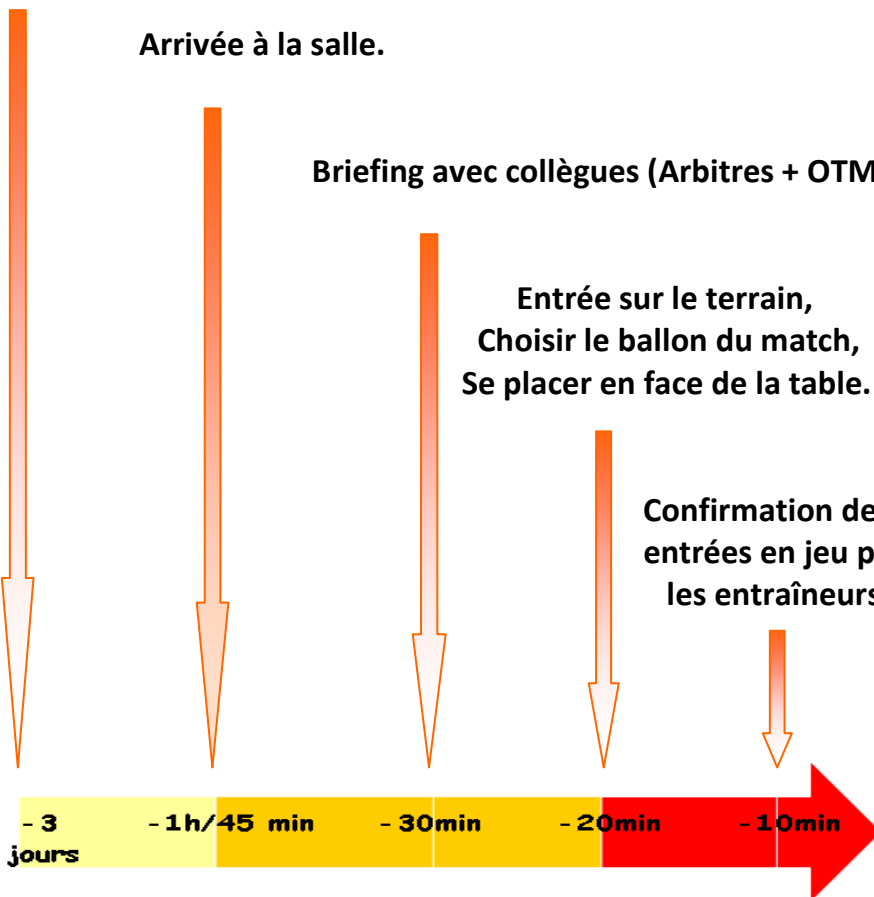 Arrivée à la salle.
Briefing avec collègues (Arbitres + OTM
Entrée sur le terrain,
Choisir le ballon du match,
Se placer en face de la table.
Confirmation de
entrées en jeu p
les entraîneurs
- 3 jours
- 1h/45 min
- 30min
- 20min
- 10min